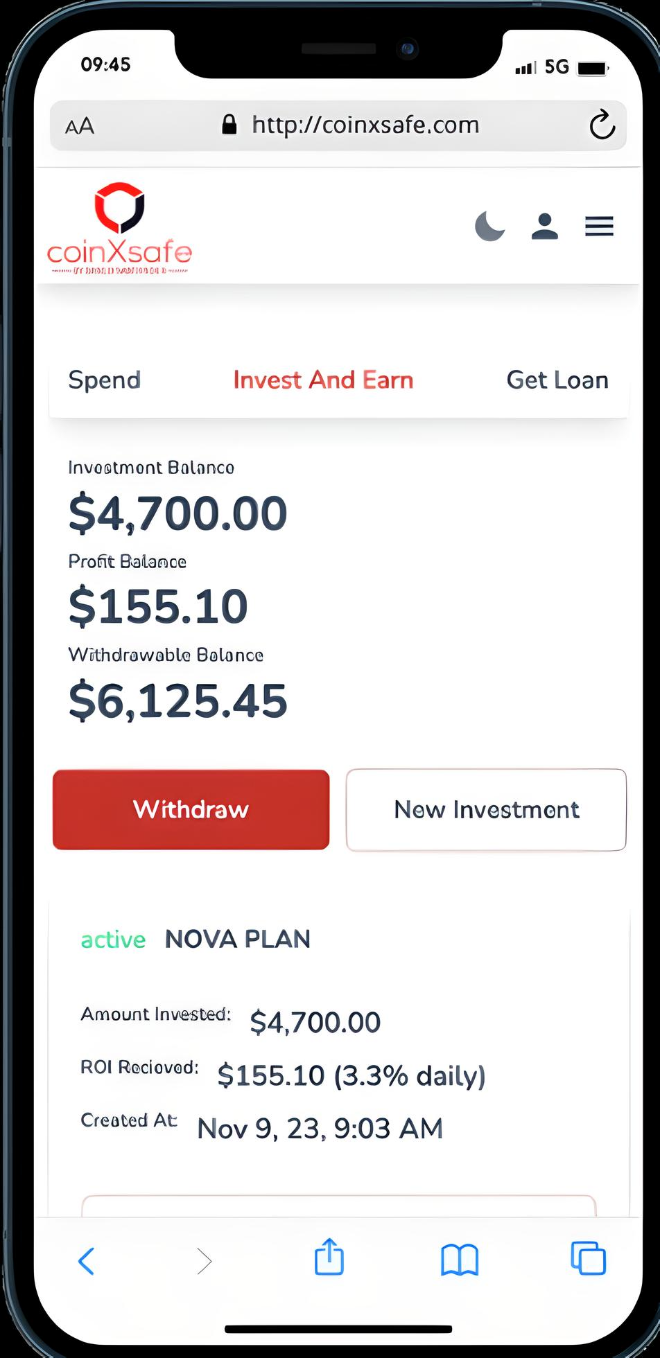 09:45 5G
AA http://coinxsafe.com
coinXsafe
Spend Invest And Earn Get Loan
Investment Balance
$4,700.00
Profit Balance
$155.10
Withdrawable Balance
$6,125.45
Withdraw New Investment
active NOVA PLAN
Amount Invested: $4,700.00
ROI Recieved: $155.10 (3.3% daily)
Created At: Nov 9, 23, 9:03 AM